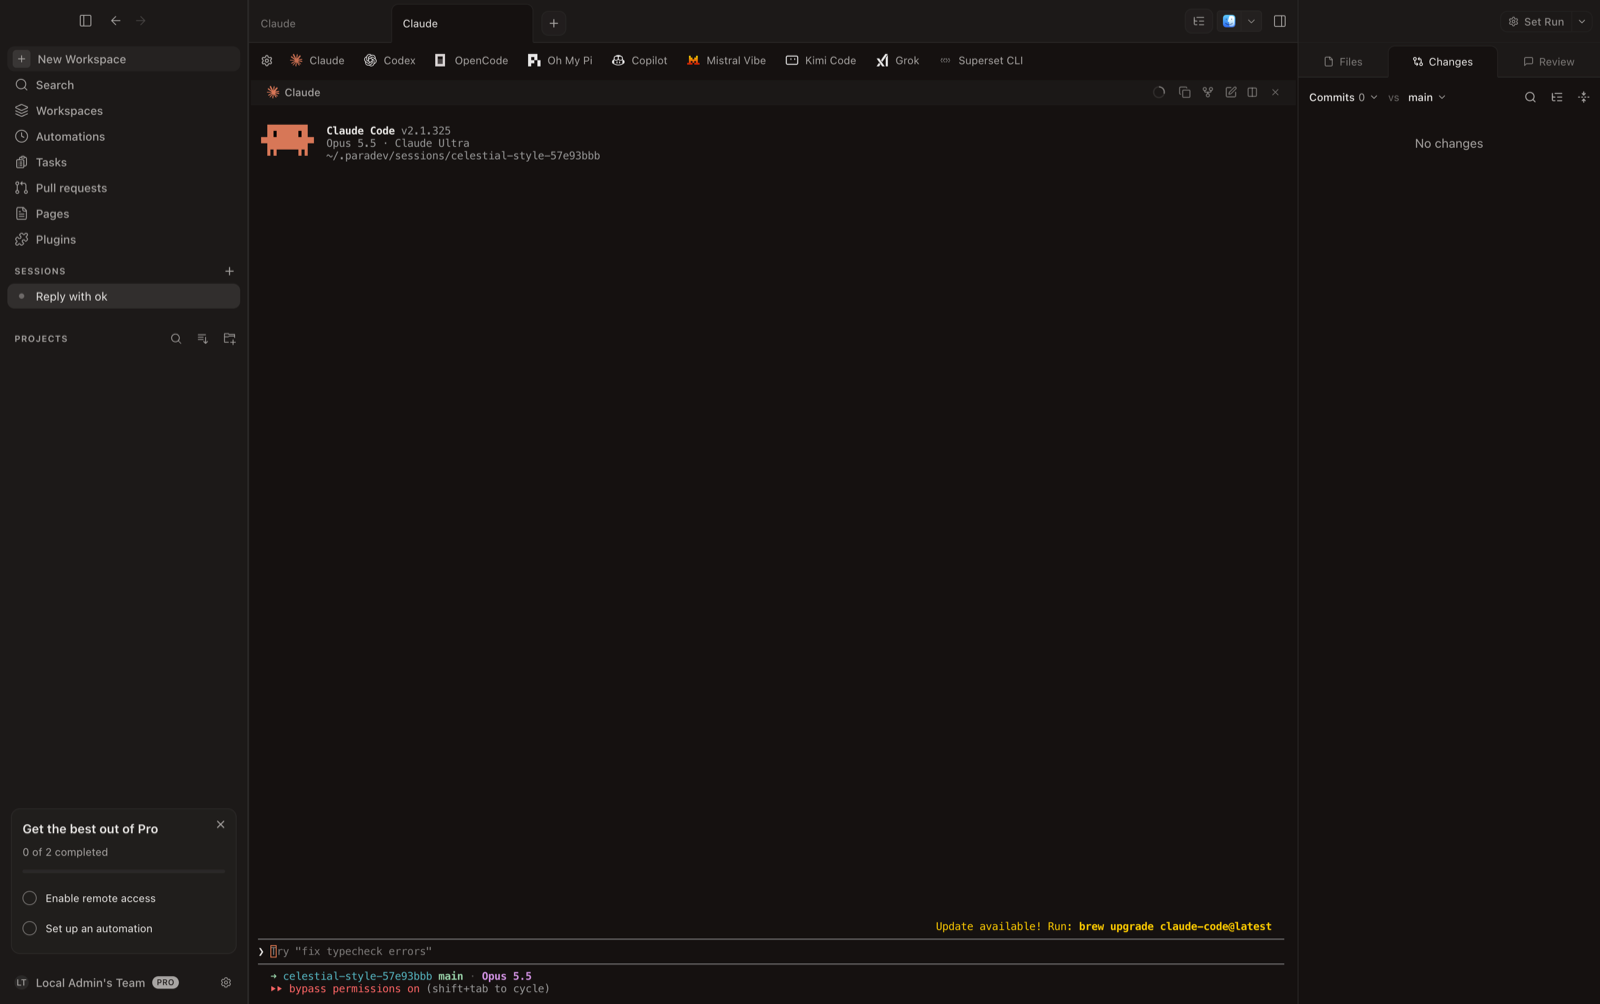 New Workspace
Search
Workspaces
Automations
Tasks
Pull requests
Pages
Plugins
SESSIONS
Reply with ok
PROJECTS
Get the best out of Pro
0 of 2 completed
Enable remote access
Set up an automation
LT Local Admin's Team PRO
Claude
Claude
Claude Codex OpenCode Oh My Pi Copilot Mistral Vibe Kimi Code Grok Superset CLI
Claude
Claude Code v2.1.325
Opus 5.5 · Claude Ultra
~/.paradev/sessions/celestial-style-57e93bbb
Update available! Run: brew upgrade claude-code@latest
❯ Try "fix typecheck errors"
➜ celestial-style-57e93bbb main · Opus 5.5
⏵⏵ bypass permissions on (shift+tab to cycle)
Set Run
Files Changes Review
Commits 0 vs main
No changes